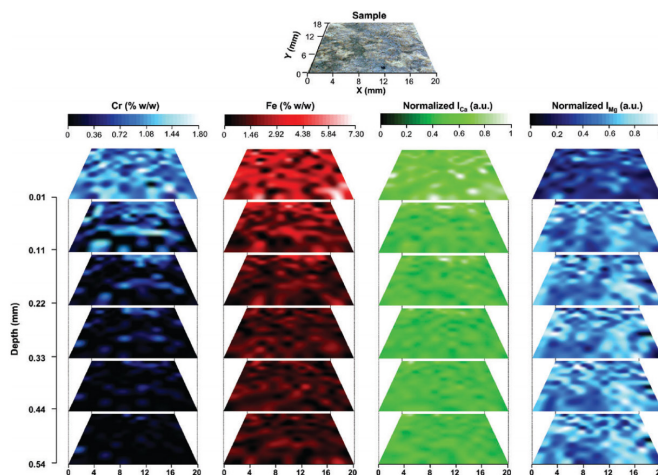 Sample
18
12
6
0
Y (mm)
0 4 8 12 16 20
X (mm)
Cr (% w/w) Fe (% w/w) Normalized I_Ca (a.u.) Normalized I_Mg (a.u.)
0 0.36 0.72 1.08 1.44 1.80 0 1.46 2.92 4.38 5.84 7.30 0 0.2 0.4 0.6 0.8 1 0 0.2 0.4 0.6 0.8
0.01
0.11
0.22
0.33
0.44
0.54
Depth (mm)
0 4 8 12 16 20 0 4 8 12 16 20 0 4 8 12 16 20 0 4 8 12 16